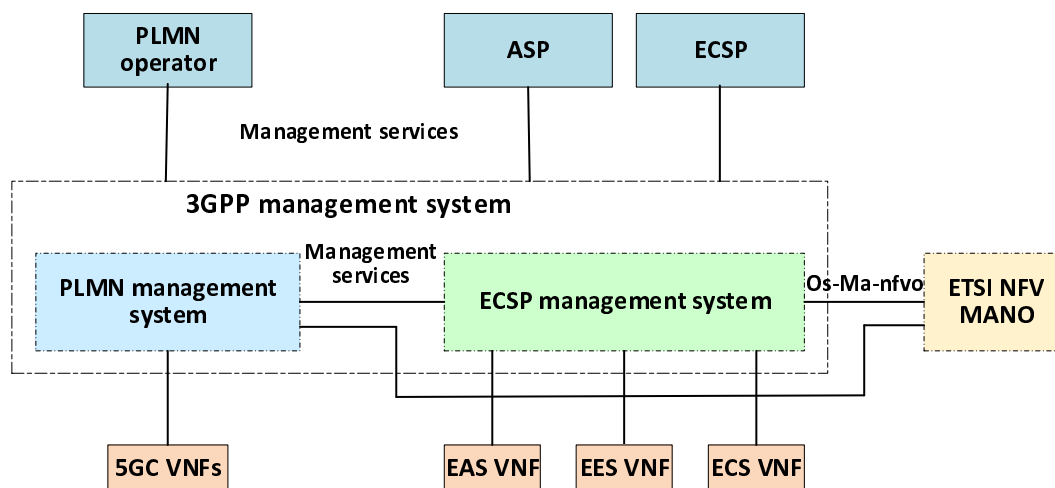 PLMN
operator
ASP
ECSP
Management services
3GPP management system
Management
services
PLMN management
system
ECSP management system
Os-Ma-nfvo
ETSI NFV
MANO
5GC VNFs
EAS VNF
EES VNF
ECS VNF